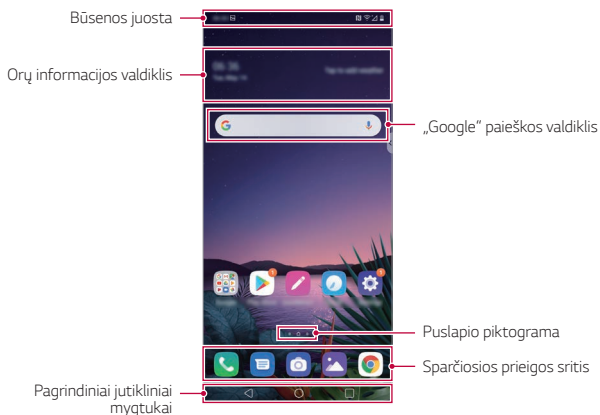 Būsenos juosta
Orų informacijos valdiklis
„Google“ paieškos valdiklis
Puslapio piktograma
Sparčiosios prieigos sritis
Pagrindiniai jutikliniai
mygtukai